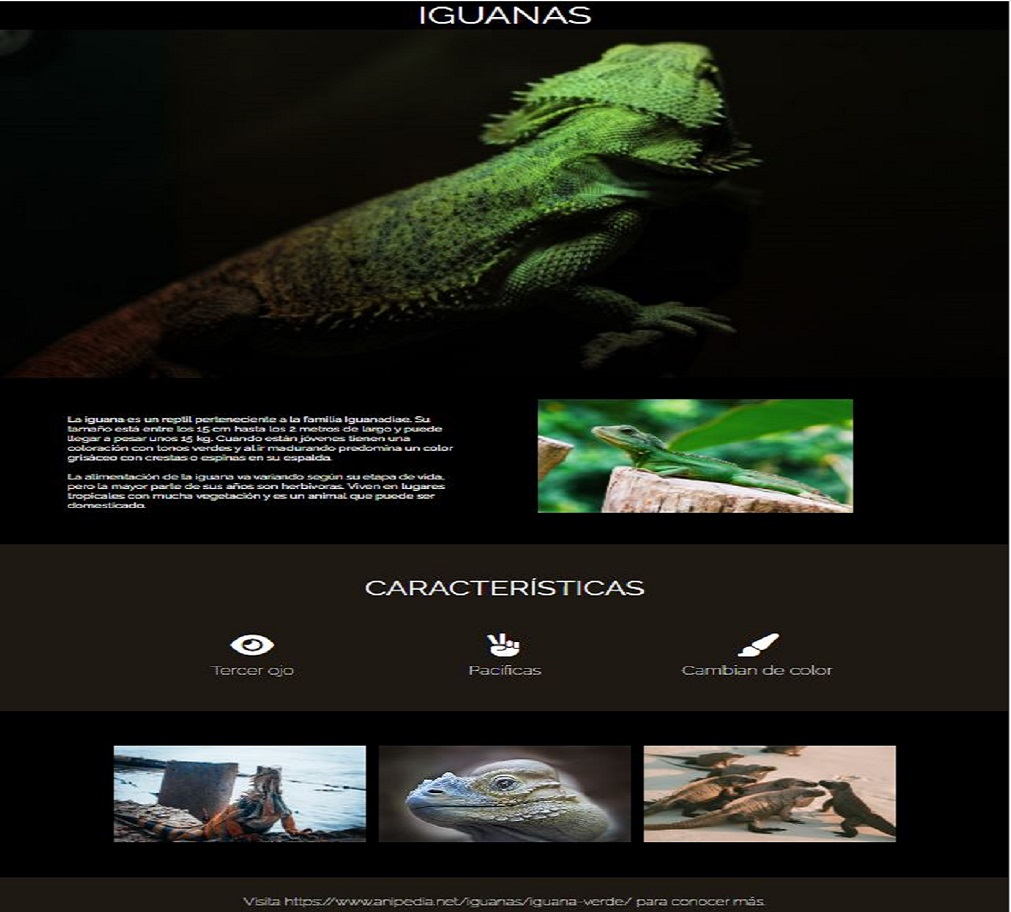 IGUANAS
La iguana es un reptil perteneciente a la familia Iguanadiae. Su
tamaño está entre los 15 cm hasta los 2 metros de largo y puede
llegar a pesar unos 15 kg. Cuando están jóvenes tienen una
coloración con tonos verdes y al ir madurando predomina un color
grisáceo con crestas o espinas en su espalda.
La alimentación de la iguana va variando según su etapa de vida,
pero la mayor parte de sus años son herbívoras. Viven en lugares
tropicales con mucha vegetación y es un animal que puede ser
domesticado.
CARACTERÍSTICAS
Tercer ojo
Pacificas
Cambian de color
Visita https://www.anipedia.net/iguanas/iguana-verde/ para conocer más.